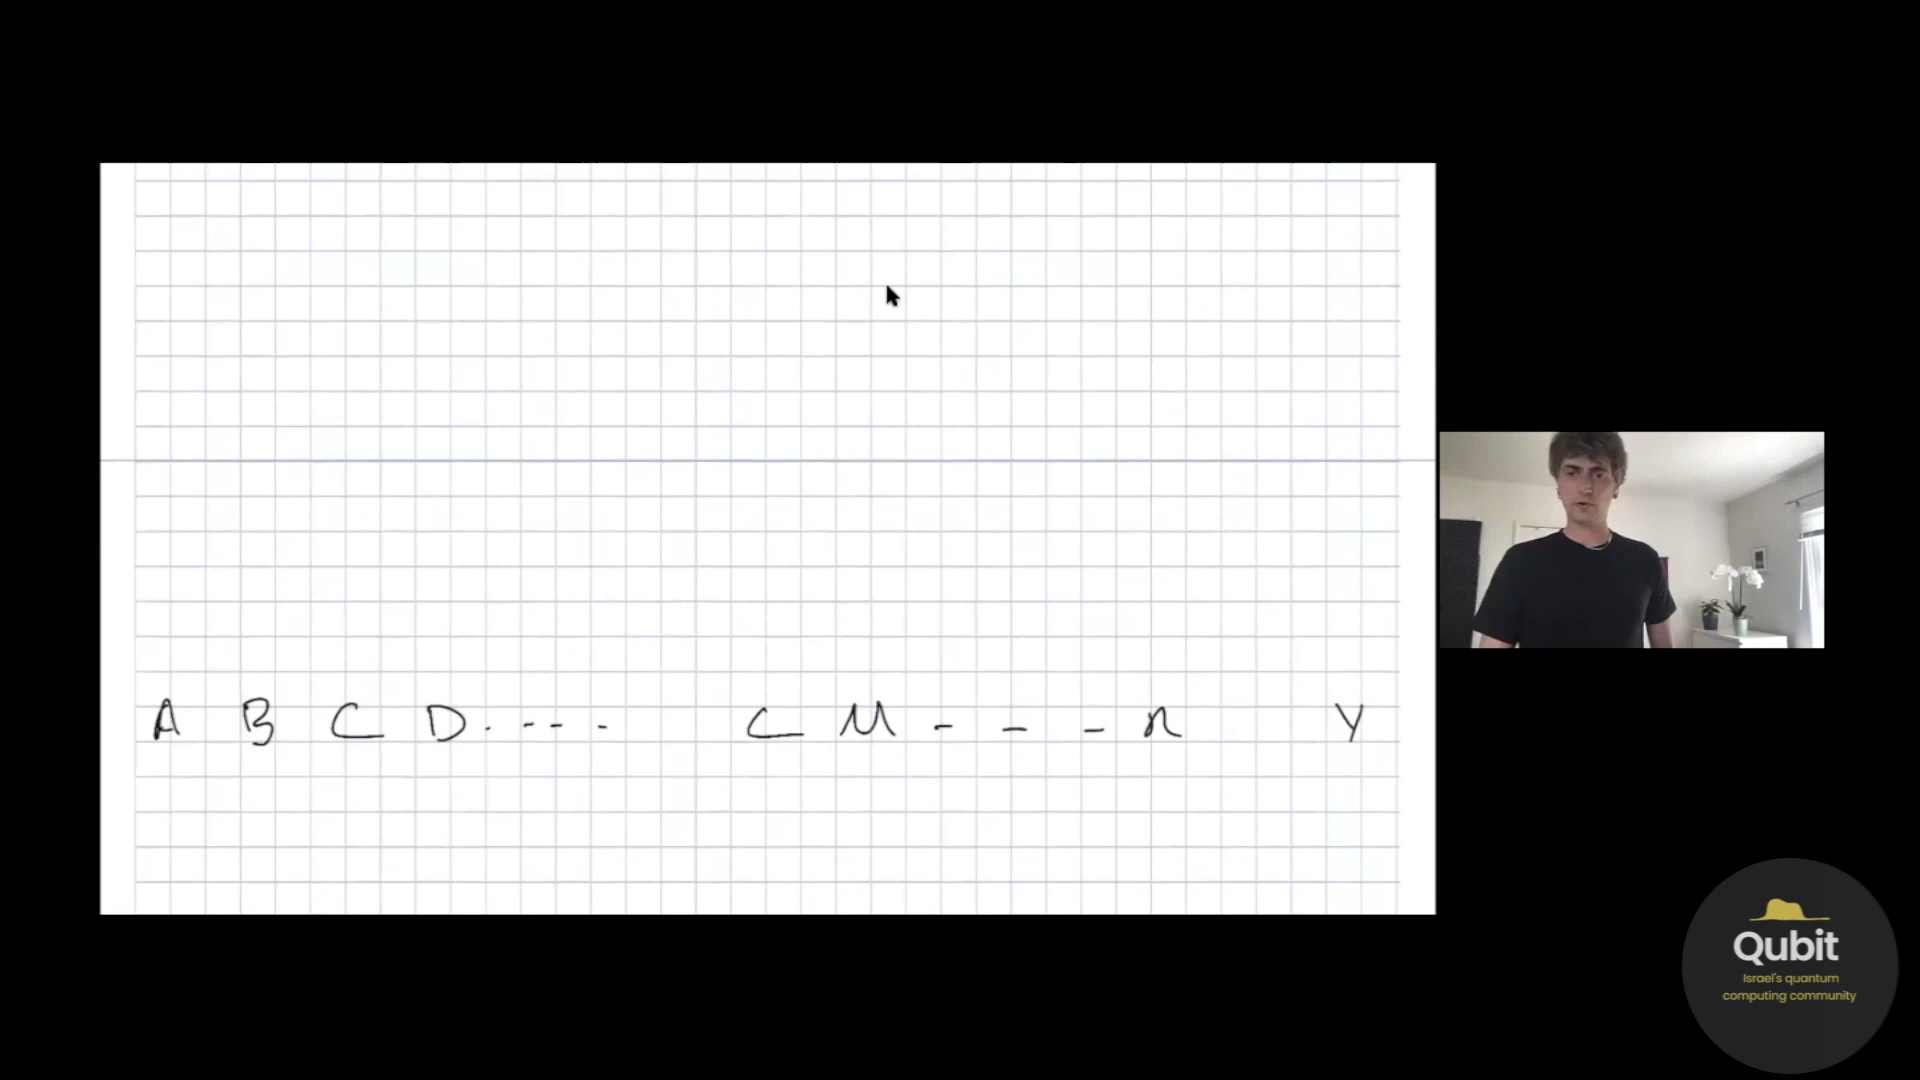 A B C D . - - - C M - - - R Y
Qubit
Israel's quantum
computing community